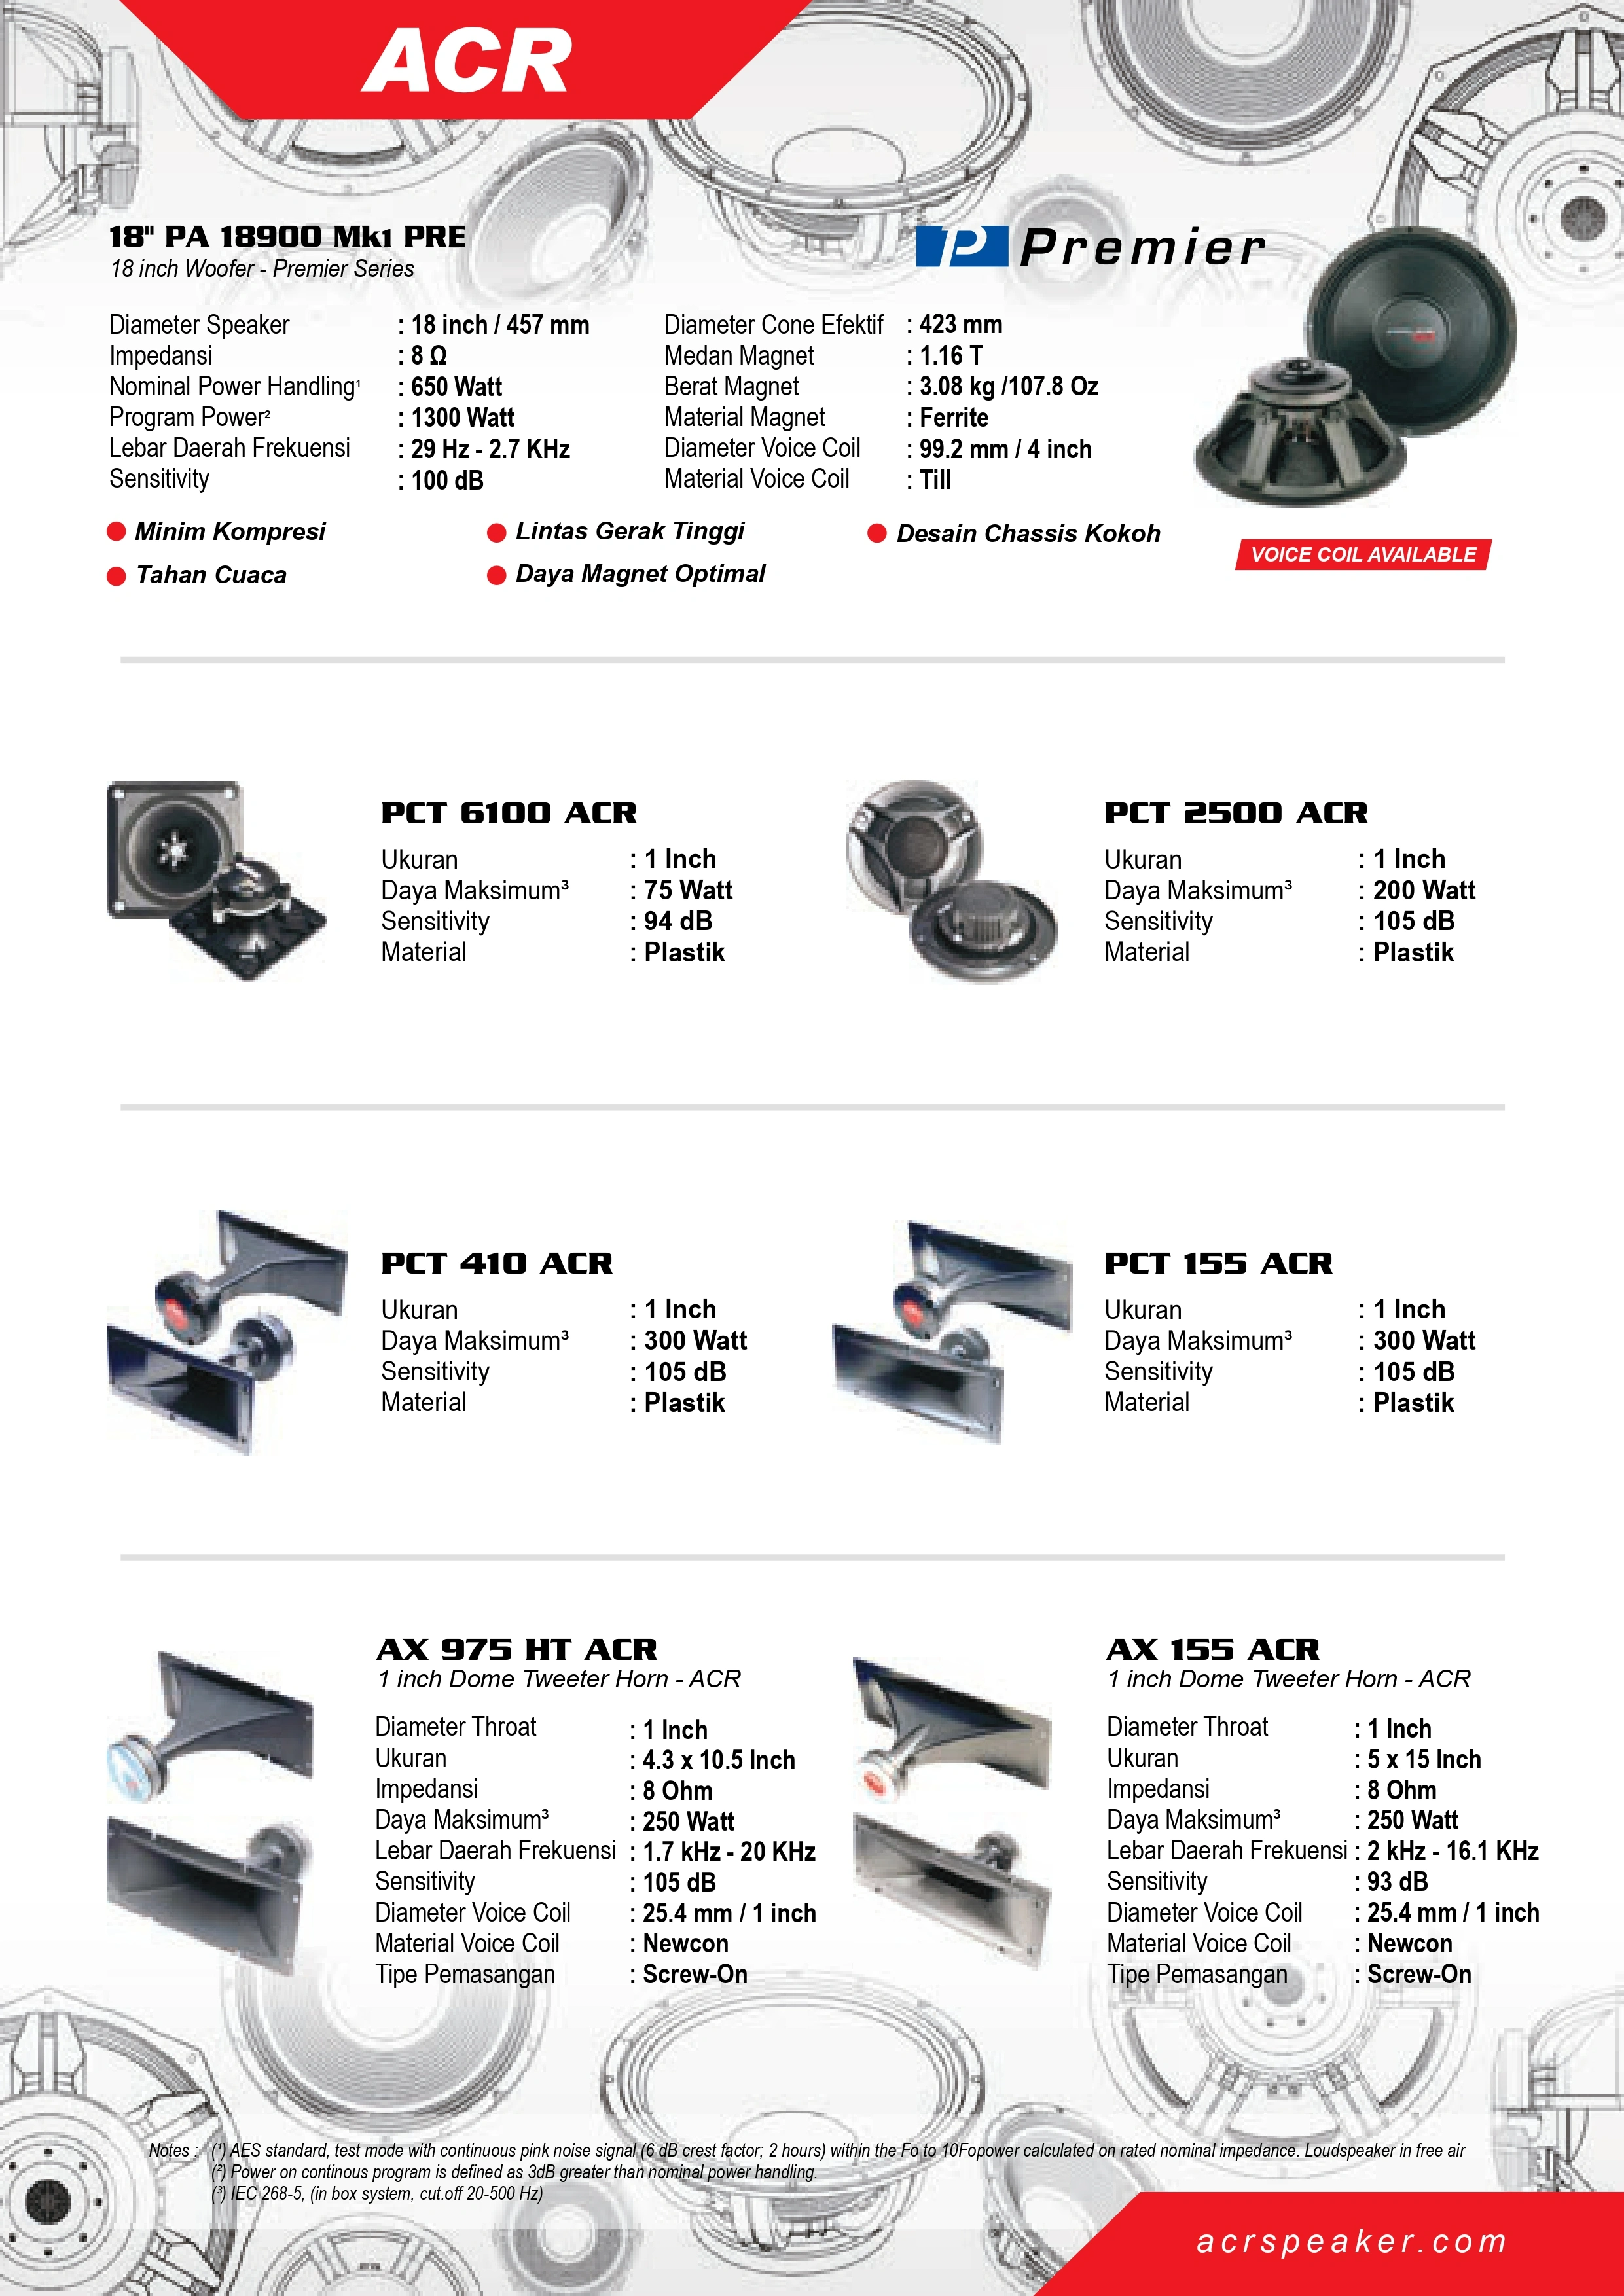 ACR
18" PA 18900 Mk1 PRE
18 inch Woofer - Premier Series
P Premier
Diameter Speaker : 18 inch / 457 mm
Impedansi : 8 Ω
Nominal Power Handling¹ : 650 Watt
Program Power² : 1300 Watt
Lebar Daerah Frekuensi : 29 Hz - 2.7 KHz
Sensitivity : 100 dB
Diameter Cone Efektif : 423 mm
Medan Magnet : 1.16 T
Berat Magnet : 3.08 kg /107.8 Oz
Material Magnet : Ferrite
Diameter Voice Coil : 99.2 mm / 4 inch
Material Voice Coil : Till
Minim Kompresi
Lintas Gerak Tinggi
Desain Chassis Kokoh
Tahan Cuaca
Daya Magnet Optimal
VOICE COIL AVAILABLE
PCT 6100 ACR
Ukuran : 1 Inch
Daya Maksimum³ : 75 Watt
Sensitivity : 94 dB
Material : Plastik
PCT 2500 ACR
Ukuran : 1 Inch
Daya Maksimum³ : 200 Watt
Sensitivity : 105 dB
Material : Plastik
PCT 410 ACR
Ukuran : 1 Inch
Daya Maksimum³ : 300 Watt
Sensitivity : 105 dB
Material : Plastik
PCT 155 ACR
Ukuran : 1 Inch
Daya Maksimum³ : 300 Watt
Sensitivity : 105 dB
Material : Plastik
AX 975 HT ACR
1 inch Dome Tweeter Horn - ACR
Diameter Throat : 1 Inch
Ukuran : 4.3 x 10.5 Inch
Impedansi : 8 Ohm
Daya Maksimum³ : 250 Watt
Lebar Daerah Frekuensi : 1.7 kHz - 20 KHz
Sensitivity : 105 dB
Diameter Voice Coil : 25.4 mm / 1 inch
Material Voice Coil : Newcon
Tipe Pemasangan : Screw-On
AX 155 ACR
1 inch Dome Tweeter Horn - ACR
Diameter Throat : 1 Inch
Ukuran : 5 x 15 Inch
Impedansi : 8 Ohm
Daya Maksimum³ : 250 Watt
Lebar Daerah Frekuensi : 2 kHz - 16.1 KHz
Sensitivity : 93 dB
Diameter Voice Coil : 25.4 mm / 1 inch
Material Voice Coil : Newcon
Tipe Pemasangan : Screw-On
Notes : (¹) AES standard, test mode with continuous pink noise signal (6 dB crest factor; 2 hours) within the Fo to 10Fopower calculated on rated nominal impedance. Loudspeaker in free air
(²) Power on continous program is defined as 3dB greater than nominal power handling.
(³) IEC 268-5, (in box system, cut.off 20-500 Hz)
acrspeaker.com